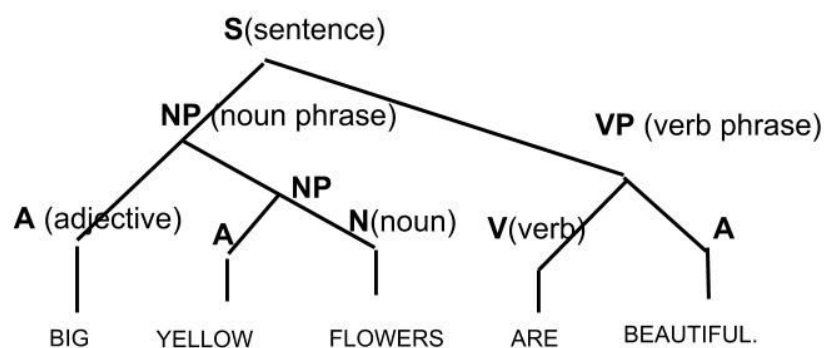 S(sentence)
NP (noun phrase)
VP (verb phrase)
NP
A (adjective)
A
N(noun)
V(verb)
A
BIG YELLOW FLOWERS ARE BEAUTIFUL.